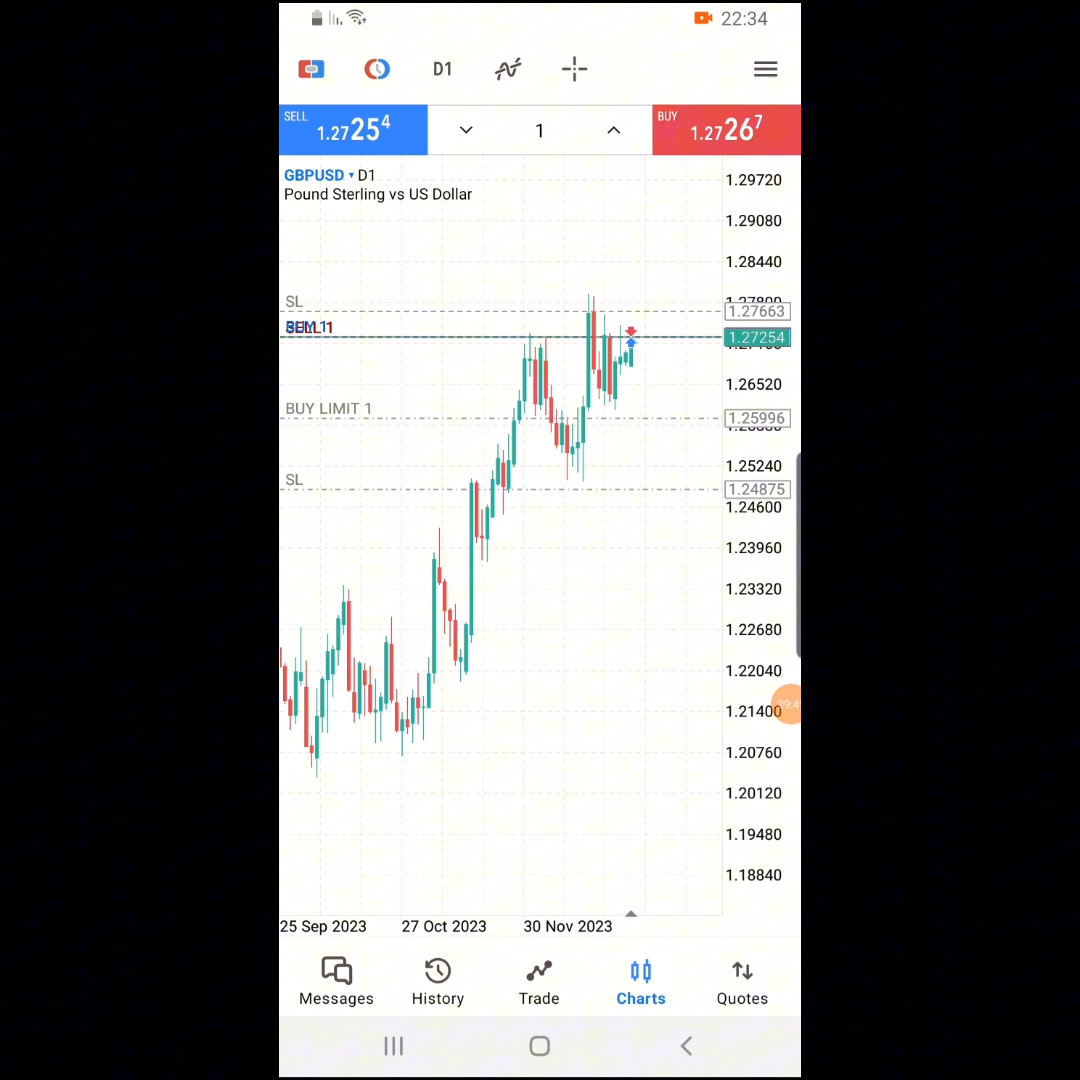 22:34
D1
SELL
1.27254
1
BUY
1.27267
GBPUSD D1
Pound Sterling vs US Dollar
1.29720
1.29080
1.28440
SL
1.27663
1.27254
1.26520
BUY LIMIT 1
1.25996
1.25240
SL
1.24875
1.24600
1.23960
1.23320
1.22680
1.22040
1.21400
1.20760
1.20120
1.19480
1.18840
25 Sep 2023
27 Oct 2023
30 Nov 2023
Messages
History
Trade
Charts
Quotes